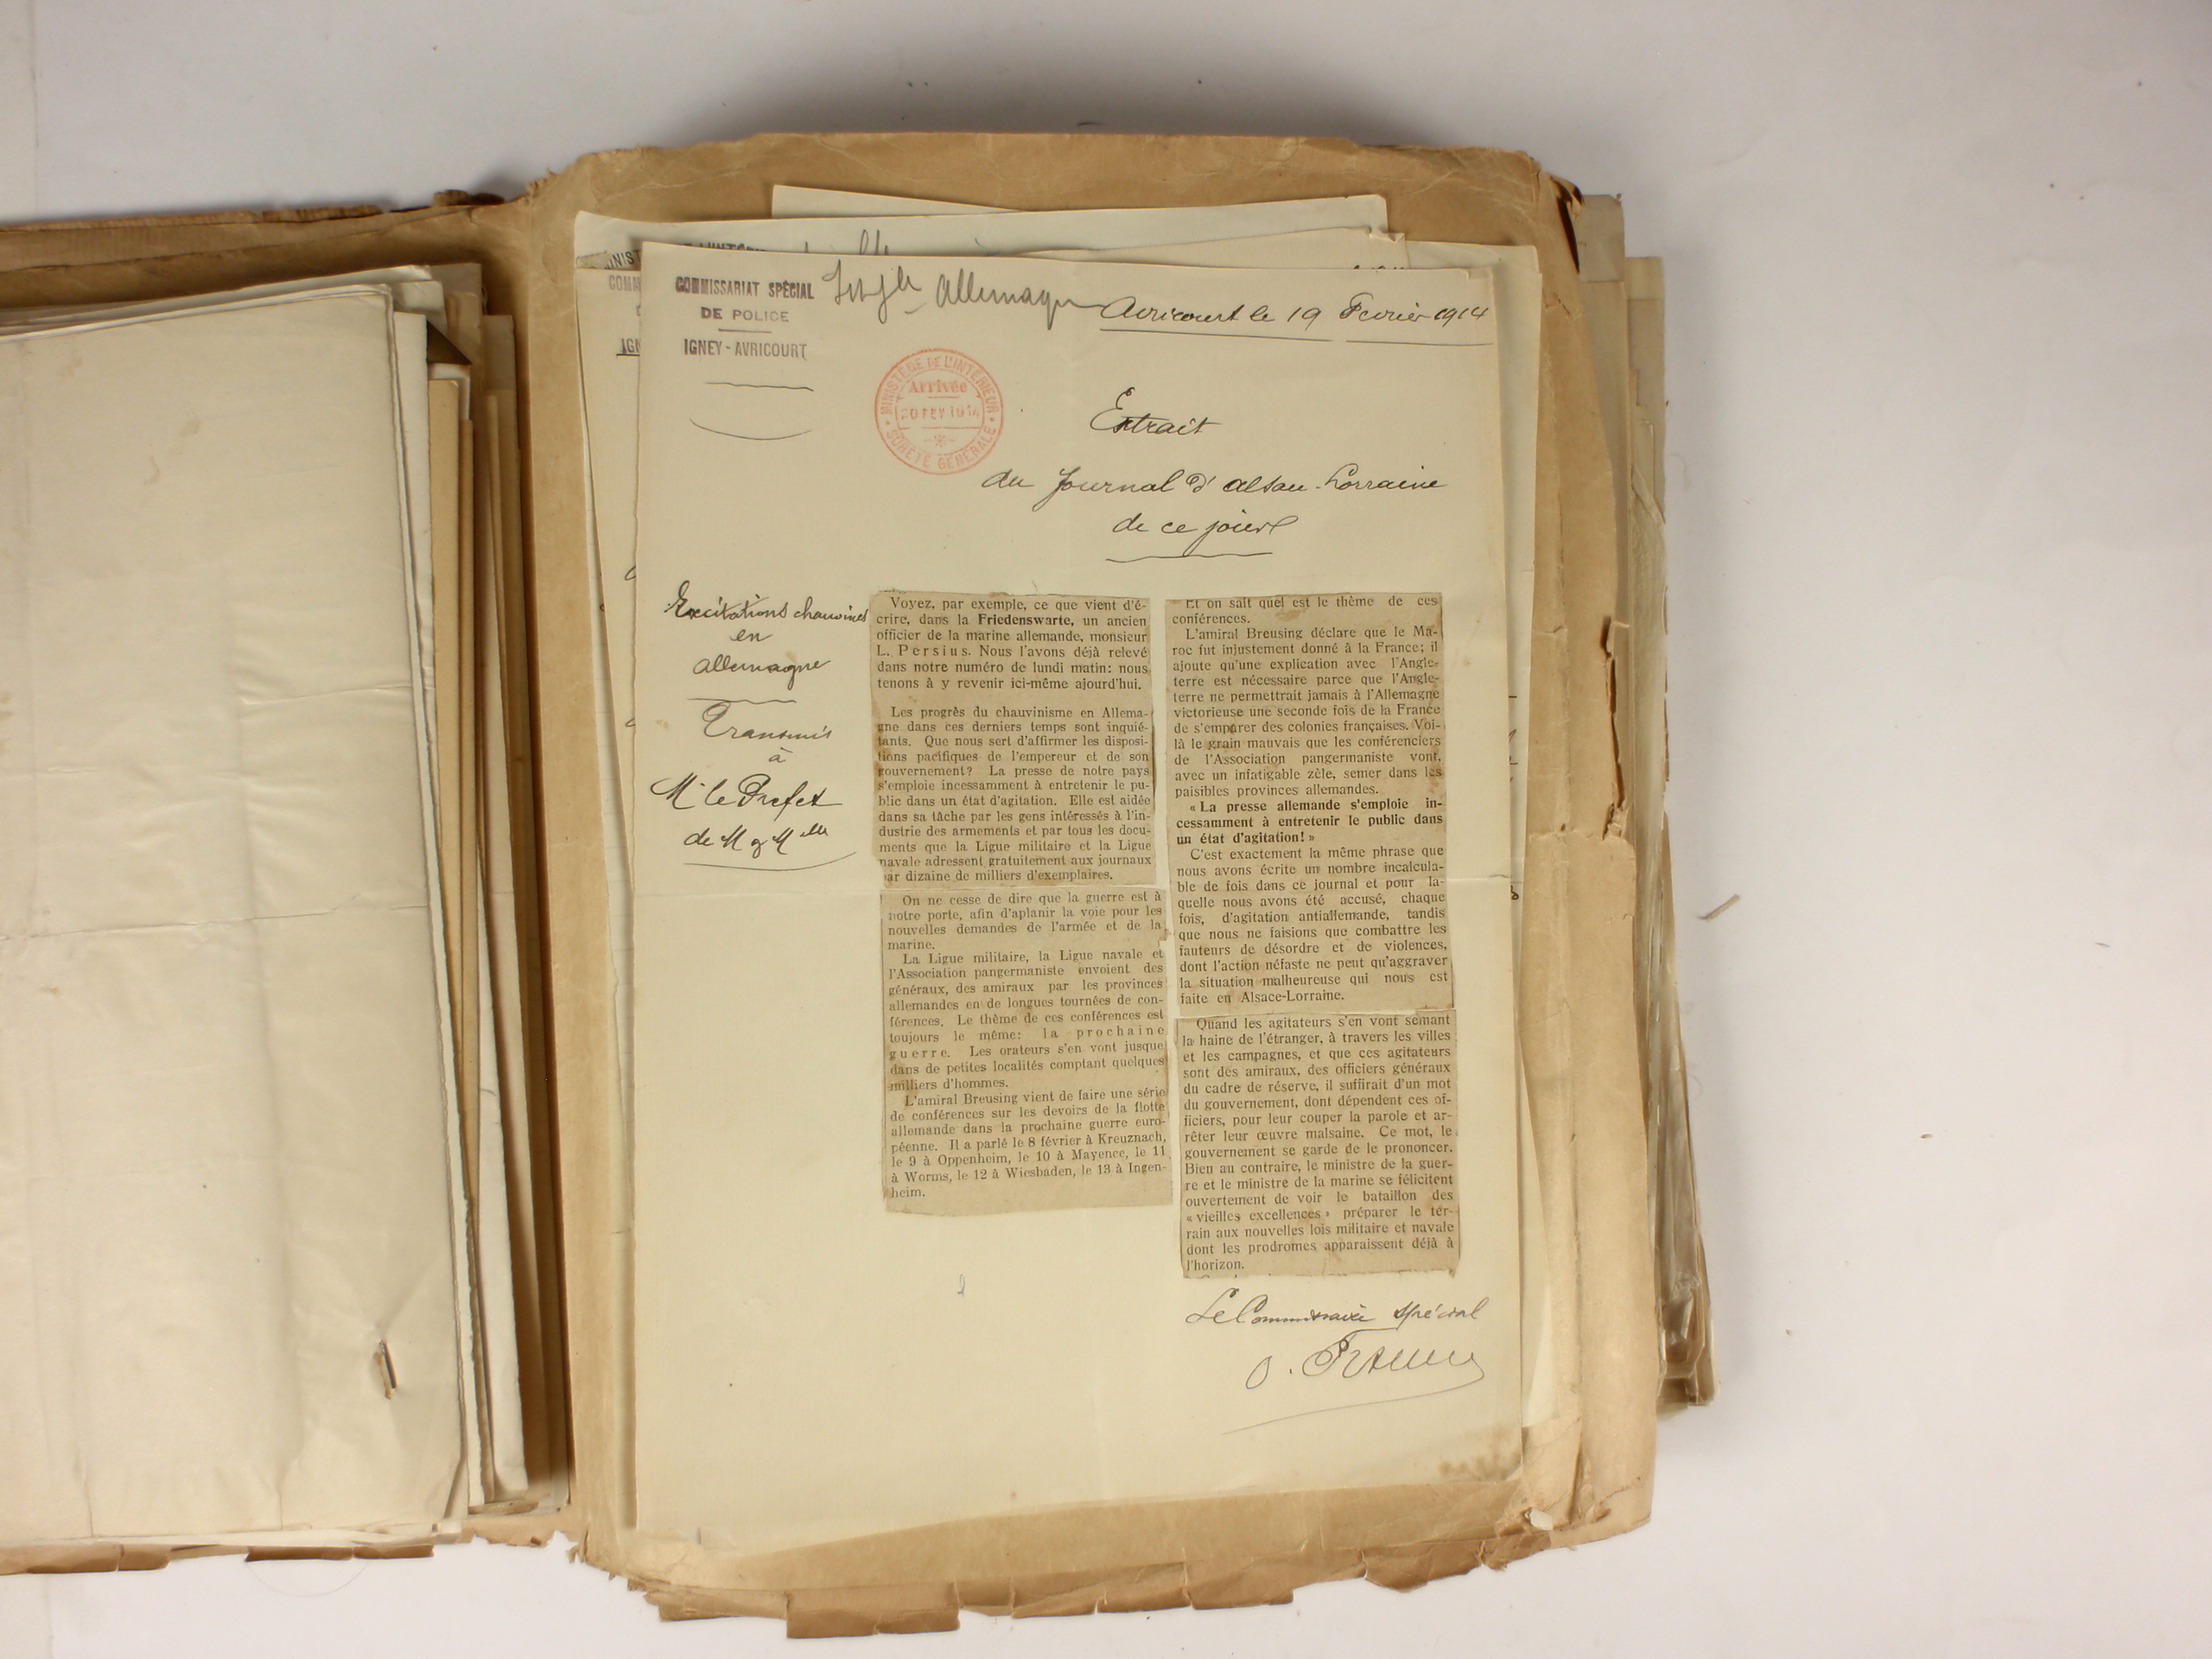 COMMISSARIAT SPÉCIAL
DE POLICE
IGNEY-AVRICOURT
Allemagne
Avricourt le 19 Février 1914
MINISTÈRE DE L'INTÉRIEUR
Arrivée
20 FEV 1914
SURETÉ GÉNÉRALE
Extrait
du Journal d'Alsace-Lorraine
de ce jour
Excitations chauvines
en
Allemagne
Transmis
à
Mr le Préfet
de M & Mlle
Voyez, par exemple, ce que vient d'é-
crire, dans la Friedenswarte, un ancien
officier de la marine allemande, monsieur
L. Persius. Nous l'avons déjà relevé
dans notre numéro de lundi matin: nous
tenons à y revenir ici-même ajourd'hui.
Les progrès du chauvinisme en Allema-
gne dans ces derniers temps sont inquié-
tants. Que nous sert d'affirmer les disposi-
tions pacifiques de l'empereur et de son
gouvernement? La presse de notre pays
s'emploie incessamment à entretenir le pu-
blic dans un état d'agitation. Elle est aidée
dans sa tâche par les gens intéressés à l'in-
dustrie des armements et par tous les docu-
ments que la Ligue militaire et la Ligue
navale adressent gratuitement aux journaux
par dizaine de milliers d'exemplaires.
On ne cesse de dire que la guerre est à
notre porte, afin d'aplanir la voie pour les
nouvelles demandes de l'armée et de la
marine.
La Ligue militaire, la Ligue navale et
l'Association pangermaniste envoient des
généraux, des amiraux par les provinces
allemandes en de longues tournées de con-
férences. Le thème de ces conférences est
toujours le même: la prochaine
guerre. Les orateurs s'en vont jusque
dans de petites localités comptant quelques
milliers d'hommes.
L'amiral Breusing vient de faire une série
de conférences sur les devoirs de la flotte
allemande dans la prochaine guerre euro-
péenne. Il a parlé le 8 février à Kreuznach,
le 9 à Oppenheim, le 10 à Mayence, le 11
à Worms, le 12 à Wiesbaden, le 13 à Ingen-
heim.
Et on sait quel est le thème de ces
conférences.
L'amiral Breusing déclare que le Ma-
roc fut injustement donné à la France; il
ajoute qu'une explication avec l'Angle-
terre est nécessaire parce que l'Angle-
terre ne permettrait jamais à l'Allemagne
victorieuse une seconde fois de la France
de s'emparer des colonies françaises. Voi-
là le grain mauvais que les conférenciers
de l'Association pangermaniste vont,
avec un infatigable zèle, semer dans les
paisibles provinces allemandes.
« La presse allemande s'emploie in-
cessamment à entretenir le public dans
un état d'agitation! »
C'est exactement la même phrase que
nous avons écrite un nombre incalcula-
ble de fois dans ce journal et pour la-
quelle nous avons été accusé, chaque
fois, d'agitation antiallemande, tandis
que nous ne faisions que combattre les
fauteurs de désordre et de violences,
dont l'action néfaste ne peut qu'aggraver
la situation malheureuse qui nous est
faite en Alsace-Lorraine.
Quand les agitateurs s'en vont semant
la haine de l'étranger, à travers les villes
et les campagnes, et que ces agitateurs
sont des amiraux, des officiers généraux
du cadre de réserve, il suffirait d'un mot
du gouvernement, dont dépendent ces of-
ficiers, pour leur couper la parole et ar-
rêter leur œuvre malsaine. Ce mot, le
gouvernement se garde de le prononcer.
Bien au contraire, le ministre de la guer-
re et le ministre de la marine se félicitent
ouvertement de voir le bataillon des
« vieilles excellences » préparer le ter-
rain aux nouvelles lois militaire et navale
dont les prodromes apparaissent déjà à
l'horizon.
Le Commissaire spécial